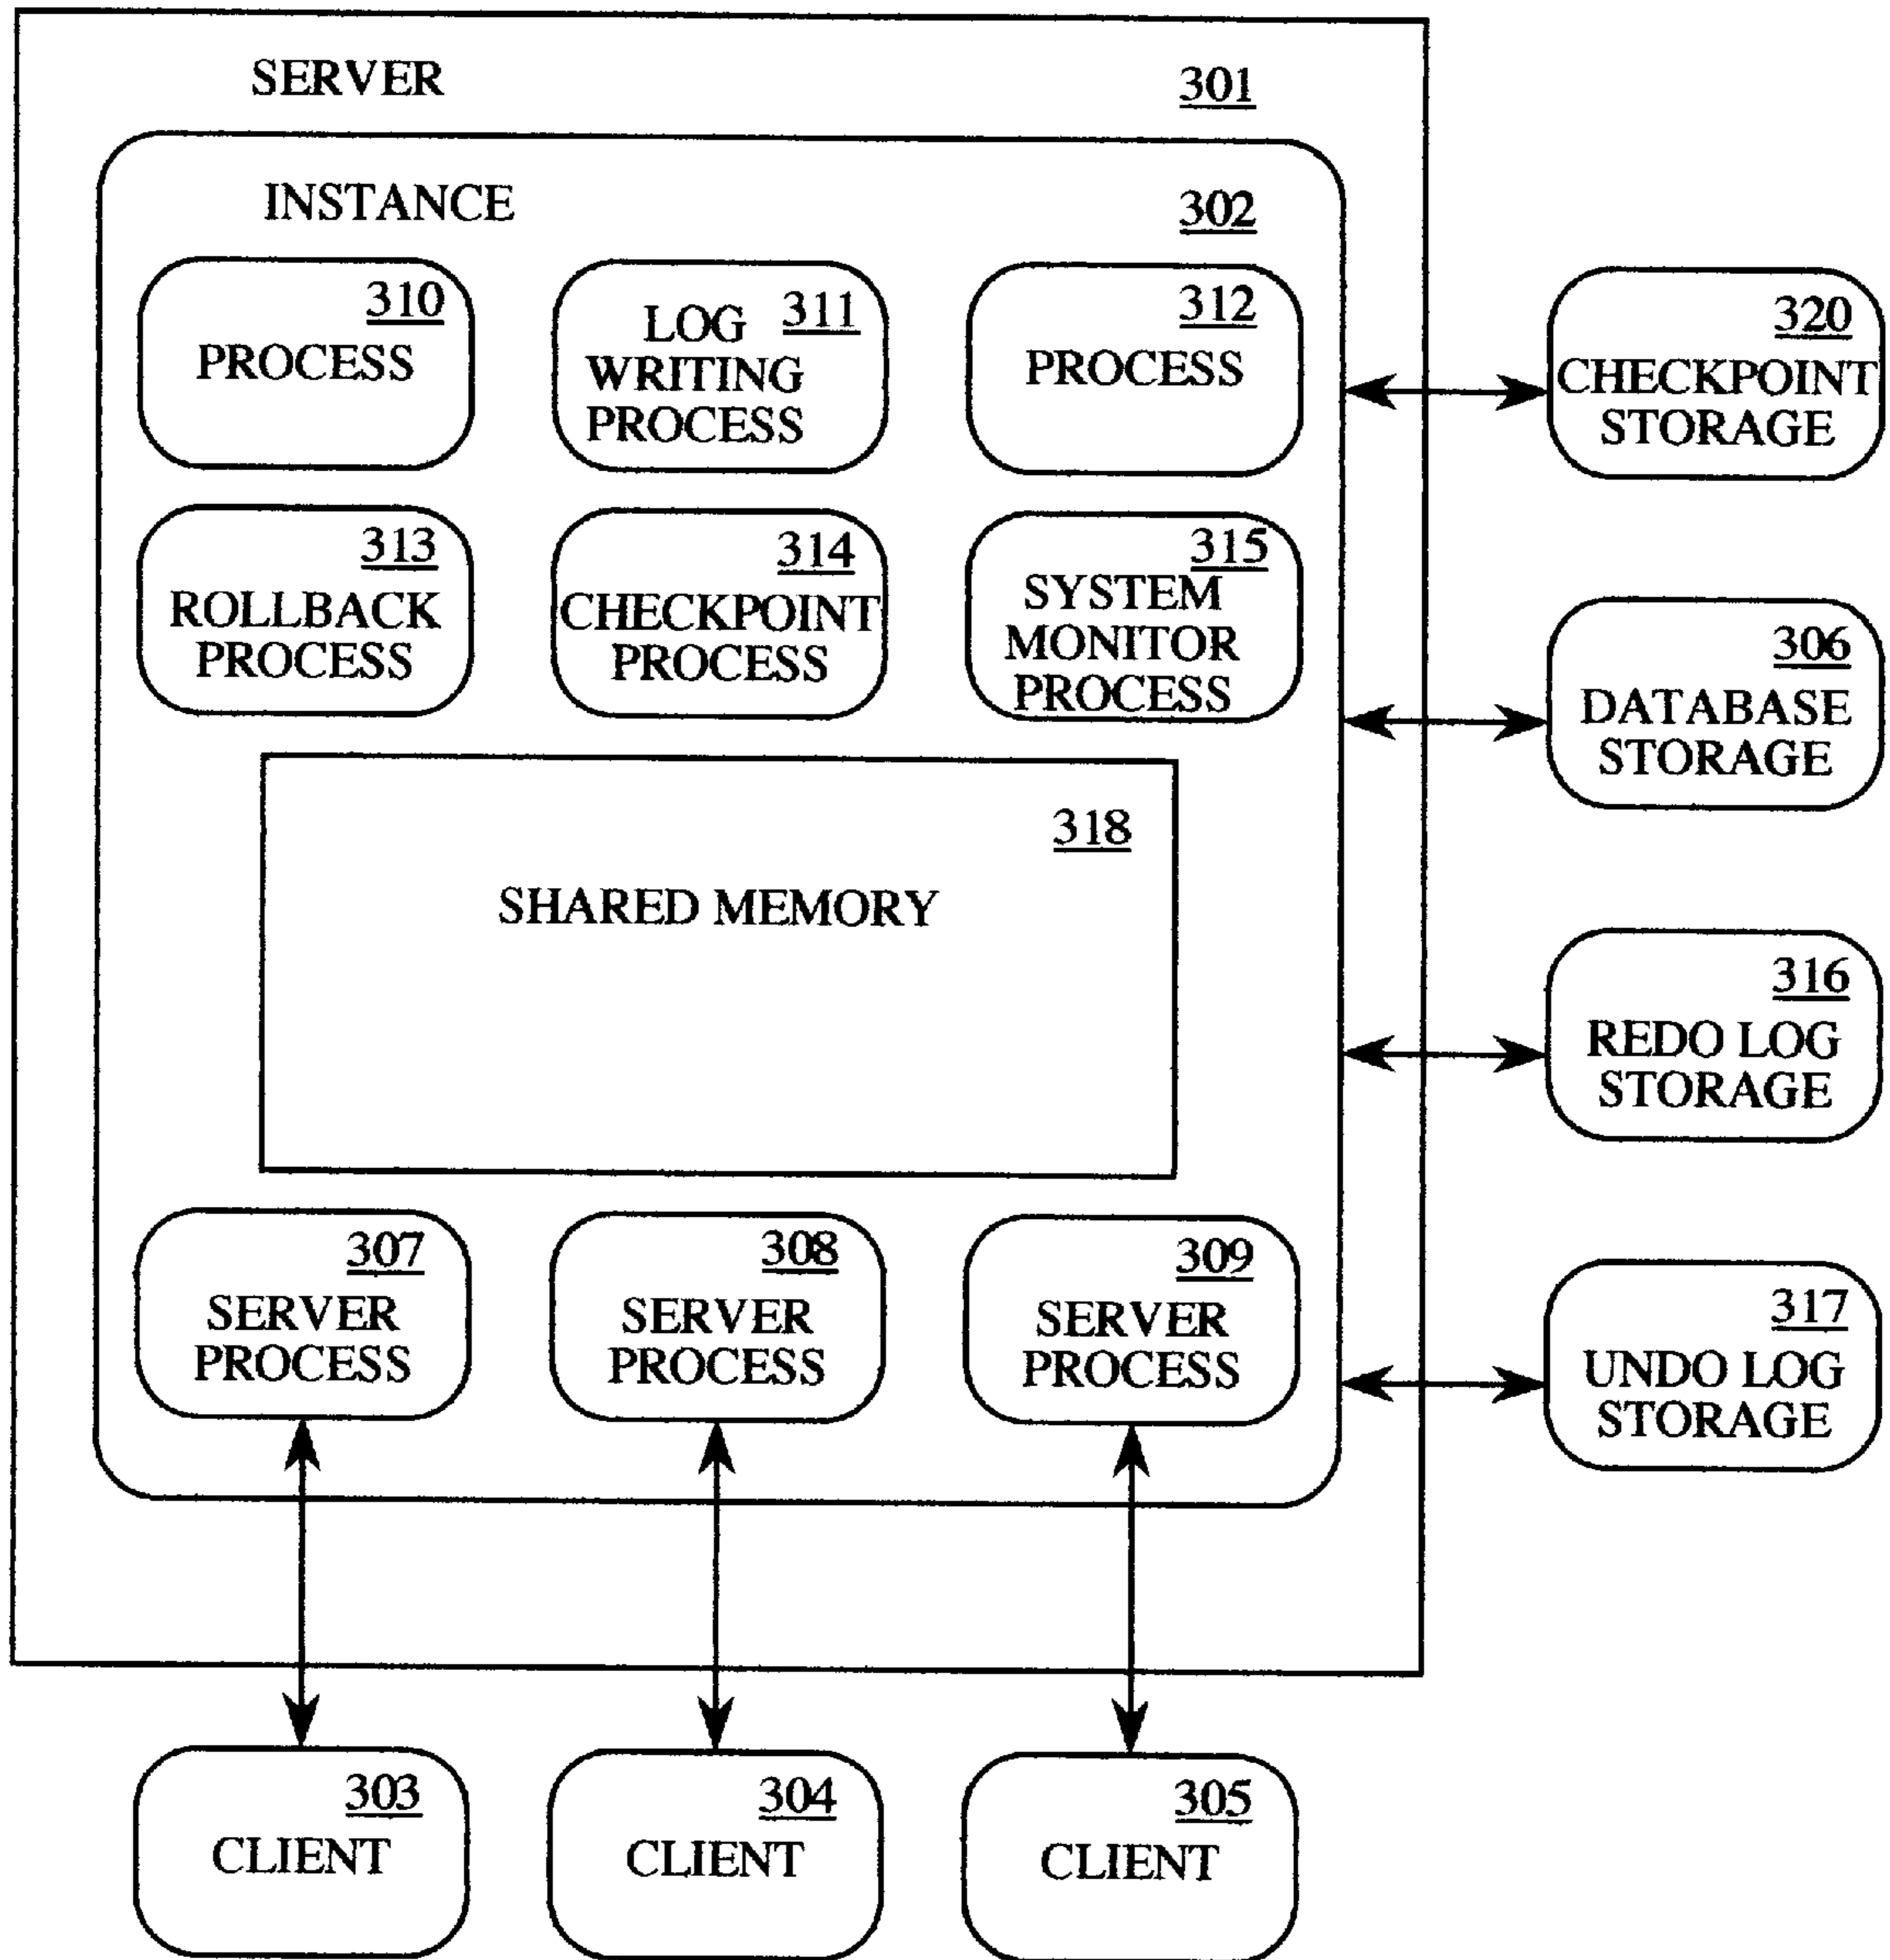 SERVER 301
INSTANCE 302
310
PROCESS
LOG 311
WRITING
PROCESS
312
PROCESS
313
ROLLBACK
PROCESS
314
CHECKPOINT
PROCESS
315
SYSTEM
MONITOR
PROCESS
318
SHARED MEMORY
307
SERVER
PROCESS
308
SERVER
PROCESS
309
SERVER
PROCESS
320
CHECKPOINT
STORAGE
306
DATABASE
STORAGE
316
REDO LOG
STORAGE
317
UNDO LOG
STORAGE
303
CLIENT
304
CLIENT
305
CLIENT